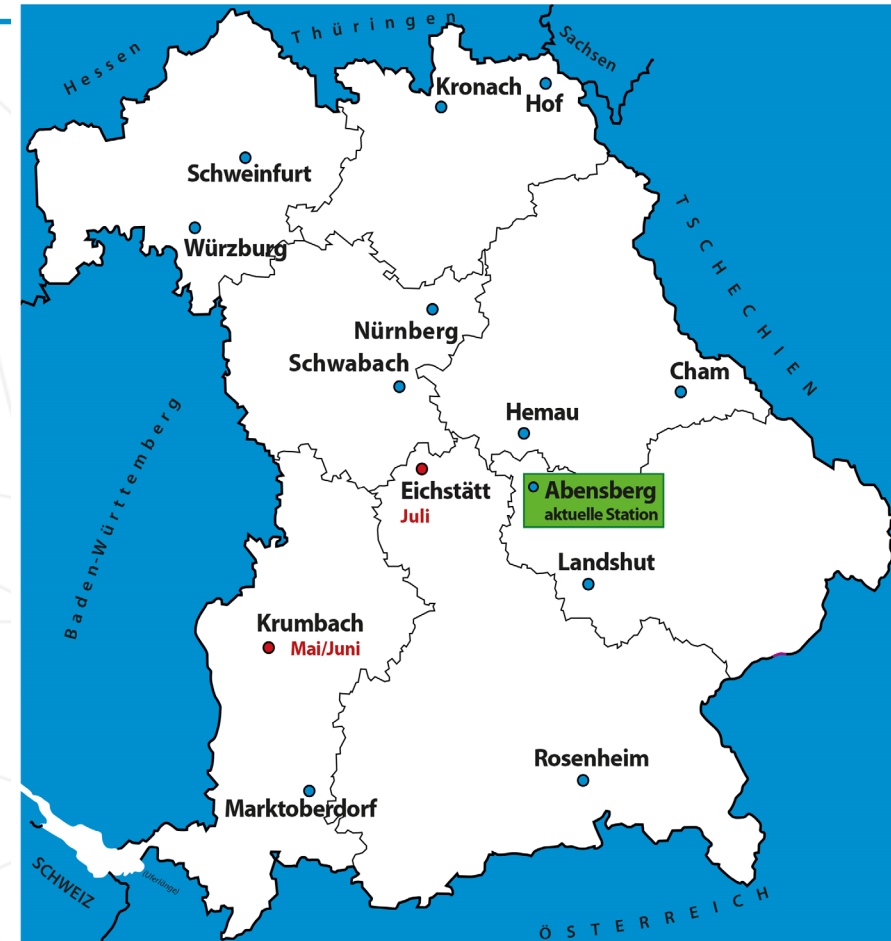 Thüringen
Hessen
Sachsen
Kronach
Hof
Schweinfurt
Würzburg
TSCHECHIEN
Nürnberg
Schwabach
Cham
Hemau
Baden-Württemberg
Eichstätt
Juli
Abensberg
aktuelle Station
Landshut
Krumbach
Mai/Juni
Rosenheim
Marktoberdorf
SCHWEIZ
(Uferlänge)
ÖSTERREICH